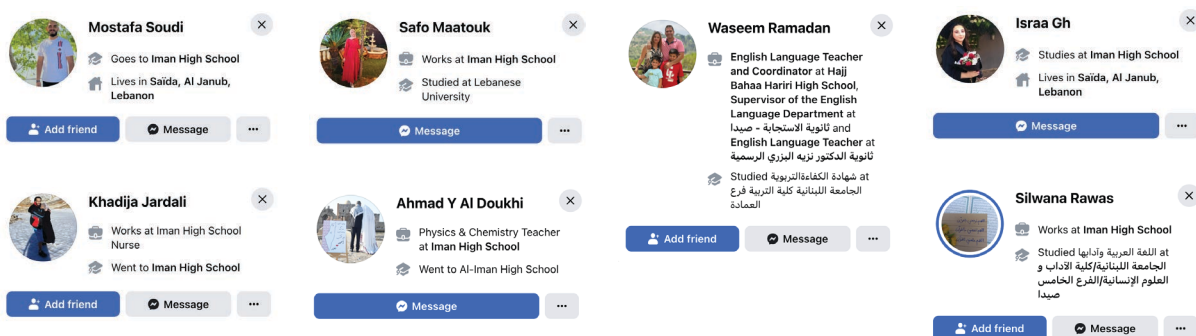 Mostafa Soudi
Goes to Iman High School
Lives in Saïda, Al Janub,
Lebanon
Add friend
Message
Safo Maatouk
Works at Iman High School
Studied at Lebanese
University
Message
Waseem Ramadan
English Language Teacher
and Coordinator at Hajj
Bahaa Hariri High School,
Supervisor of the English
Language Department at
ثانوية الاستجابة - صيدا and
English Language Teacher at
ثانوية الدكتور نزيه البزري الرسمية
Studied شهادة الكفاءةالتربوية at
الجامعة اللبنانية كلية التربية فرع
العمادة
Add friend
Message
Israa Gh
Studies at Iman High School
Lives in Saïda, Al Janub,
Lebanon
Message
Khadija Jardali
Works at Iman High School
Nurse
Went to Iman High School
Add friend
Message
Ahmad Y Al Doukhi
Physics & Chemistry Teacher
at Iman High School
Went to Al-Iman High School
Message
Silwana Rawas
Works at Iman High School
Studied اللغة العربية وآدابها at
الجامعة اللبنانية/كلية الآداب و
العلوم الإنسانية/الفرع الخامس
صيدا
Add friend
Message